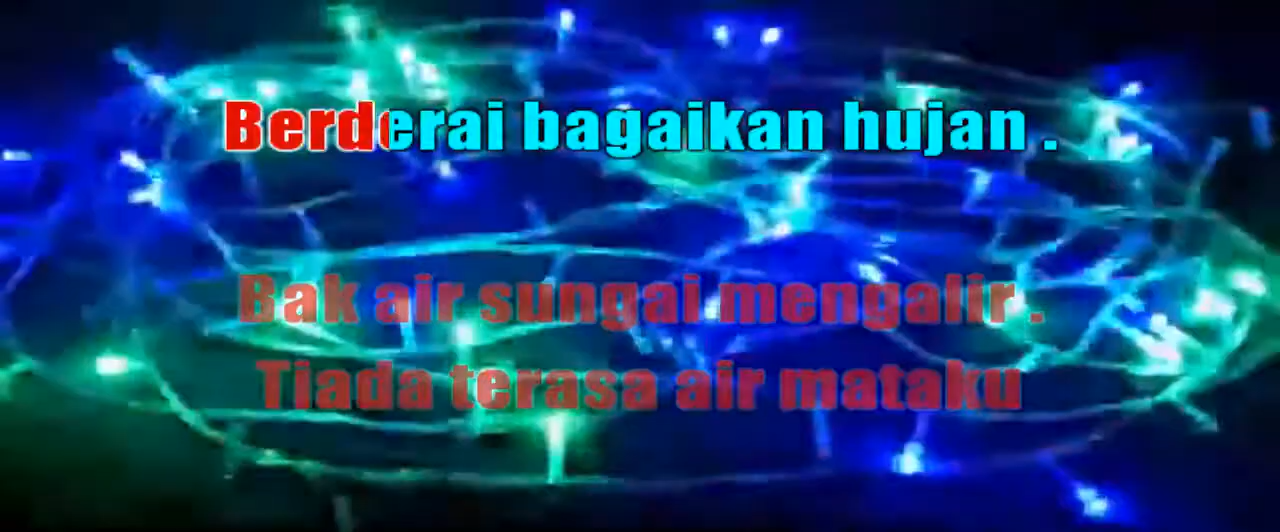 Berderai bagaikan hujan .
Bak air sungai mengalir .
Tiada terasa air mataku